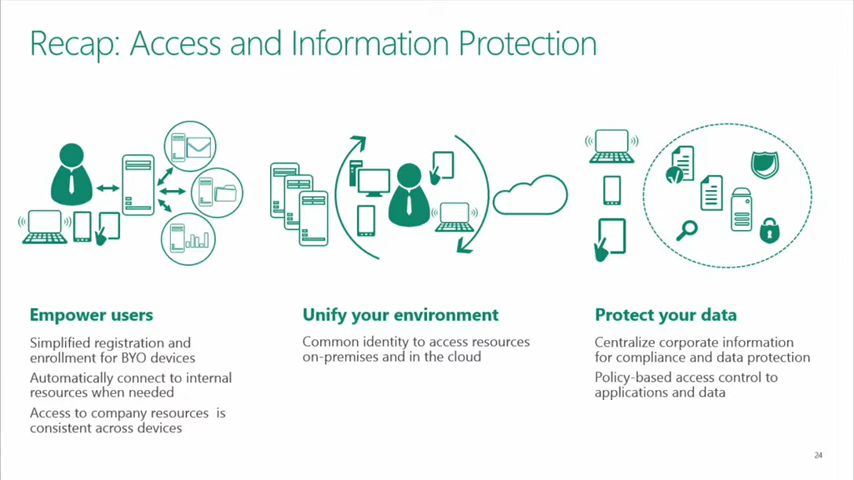 Recap: Access and Information Protection
Empower users
Simplified registration and
enrollment for BYO devices
Automatically connect to internal
resources when needed
Access to company resources is
consistent across devices
Unify your environment
Common identity to access resources
on-premises and in the cloud
Protect your data
Centralize corporate information
for compliance and data protection
Policy-based access control to
applications and data
24